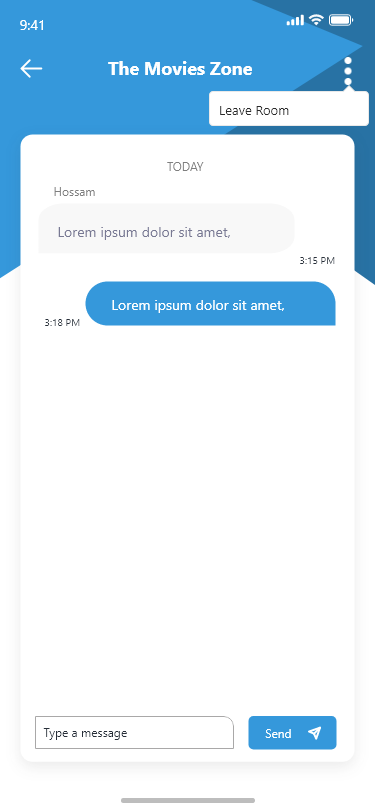 9:41
The Movies Zone
Leave Room
TODAY
Hossam
Lorem ipsum dolor sit amet,
3:15 PM
Lorem ipsum dolor sit amet,
3:18 PM
Type a message
Send